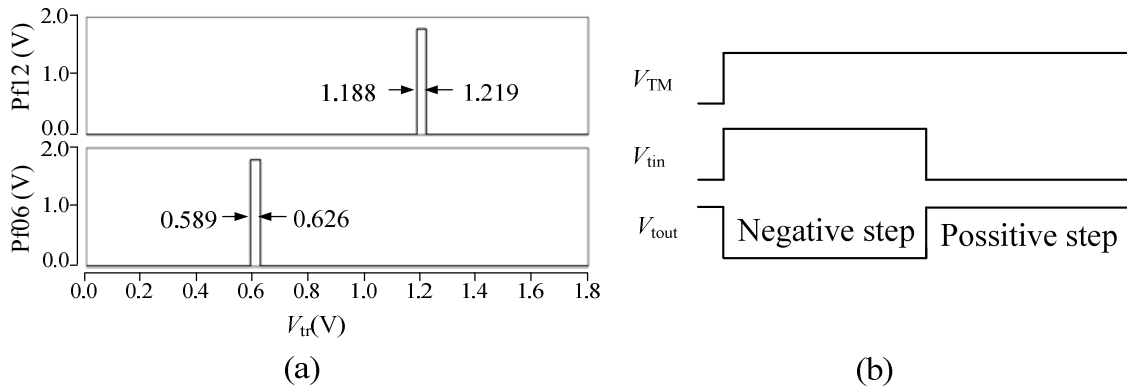 Pf12 (V)
2.0
1.0
0.0
1.188
1.219
Pf06 (V)
2.0
1.0
0.0
0.589
0.626
0.0 0.2 0.4 0.6 0.8 1.0 1.2 1.4 1.6 1.8
Vtr(V)
(a)
VTM
Vtin
Vtout
Negative step
Possitive step
(b)